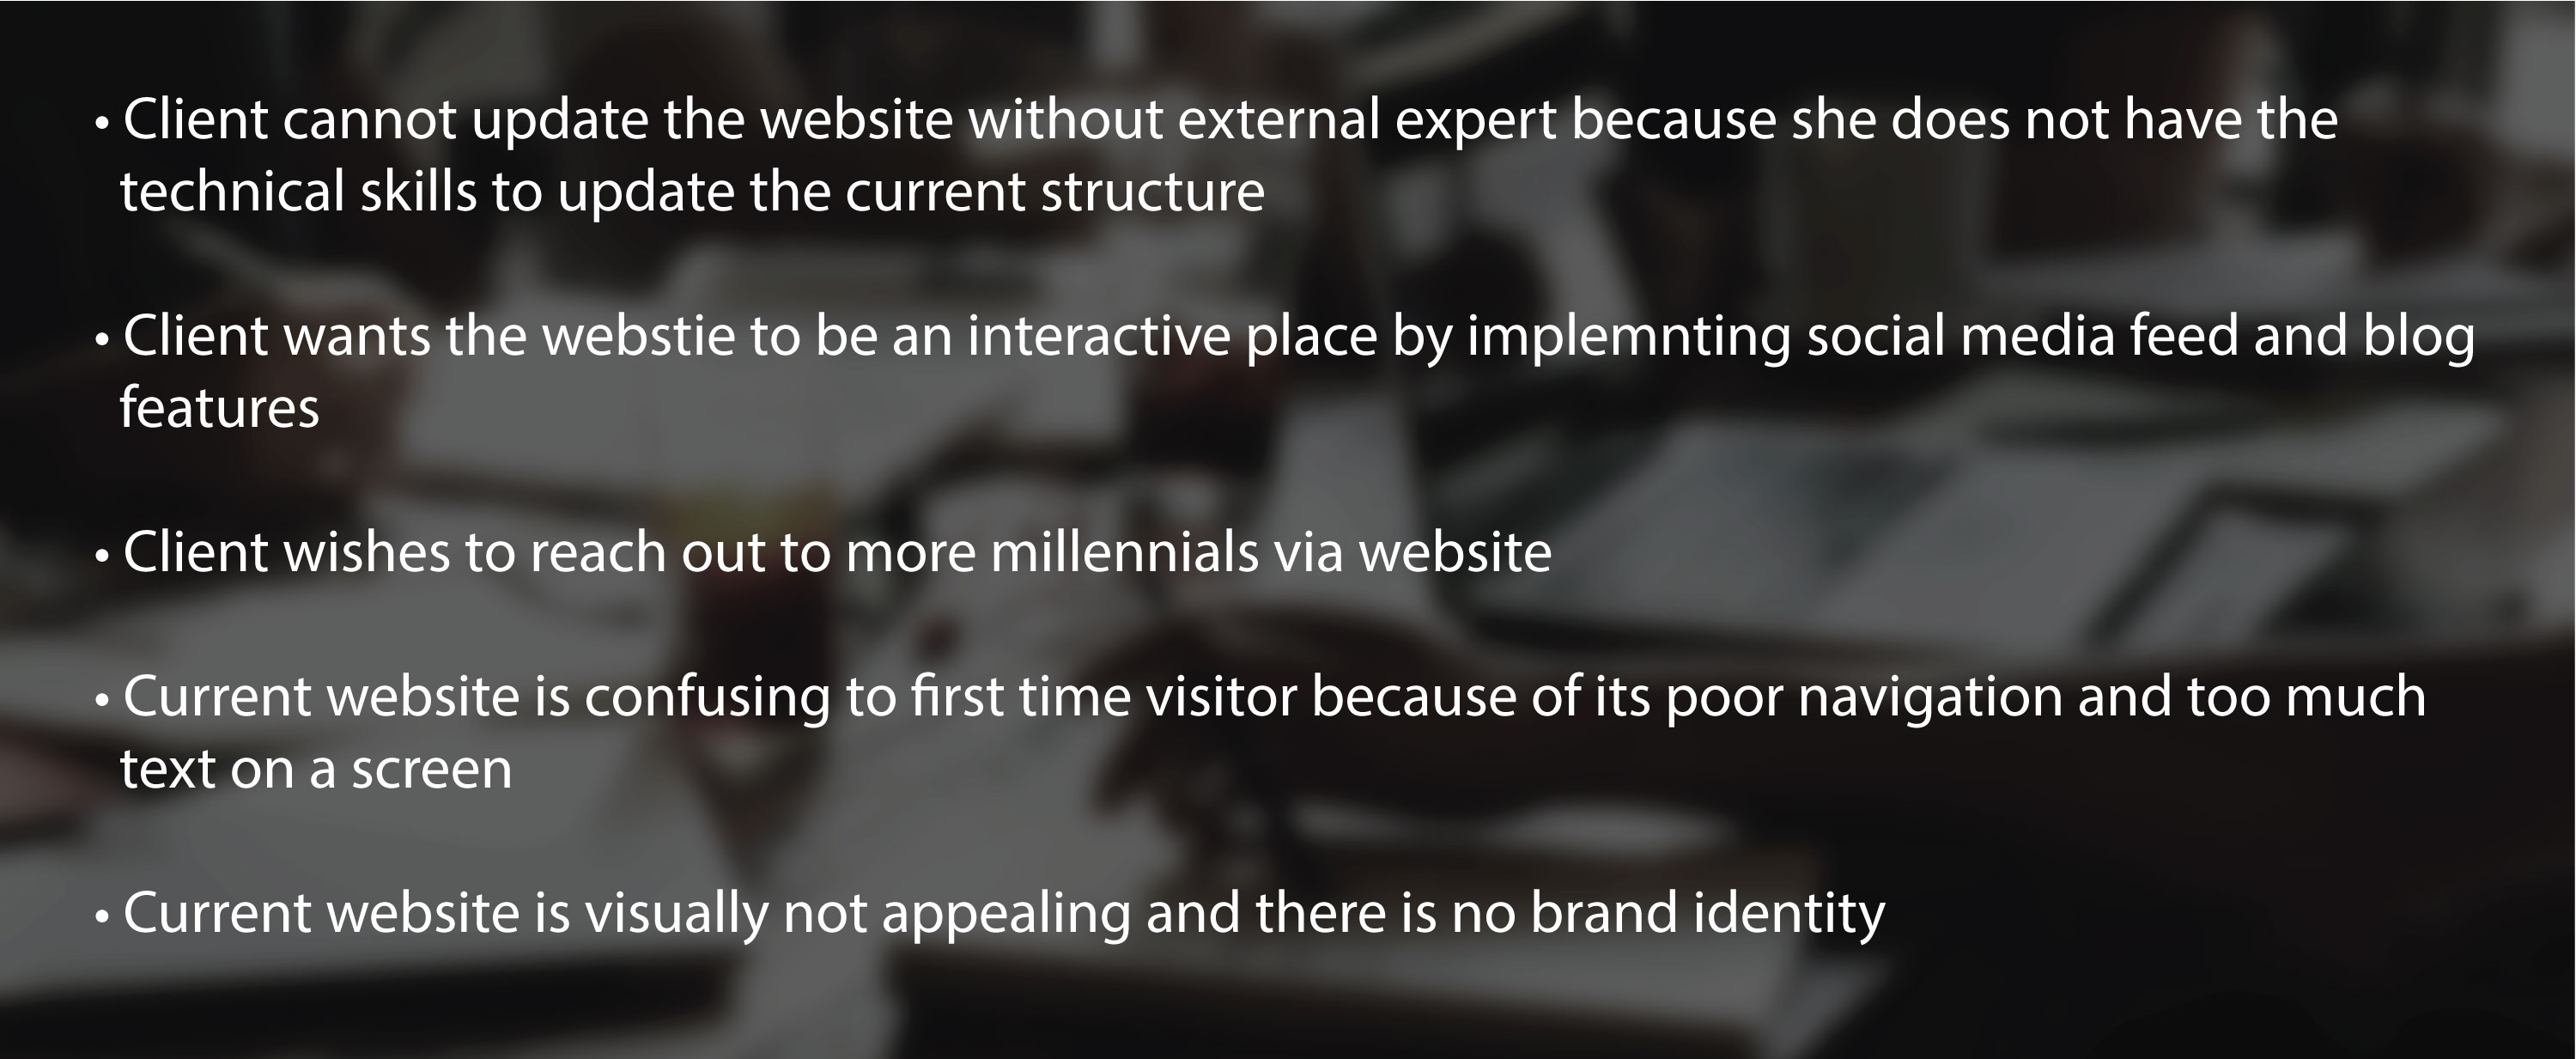 • Client cannot update the website without external expert because she does not have the
technical skills to update the current structure
• Client wants the webstie to be an interactive place by implemnting social media feed and blog
features
• Client wishes to reach out to more millennials via website
• Current website is confusing to first time visitor because of its poor navigation and too much
text on a screen
• Current website is visually not appealing and there is no brand identity